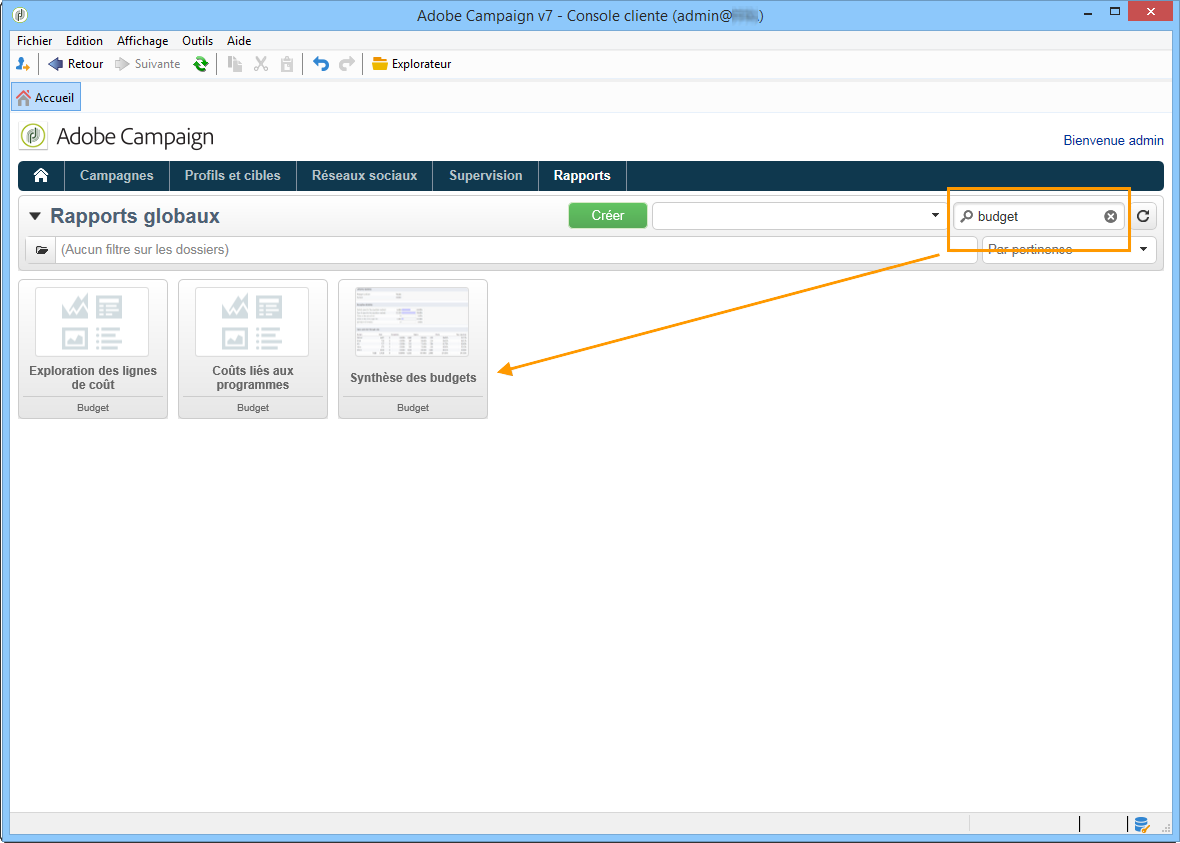 Adobe Campaign v7 - Console cliente (admin@
Fichier Edition Affichage Outils Aide
Retour Suivante Explorateur
Accueil
Adobe Campaign
Bienvenue admin
Campagnes Profils et cibles Réseaux sociaux Supervision Rapports
Rapports globaux Créer budget
(Aucun filtre sur les dossiers) Par pertinence
Exploration des lignes
de coût
Budget
Coûts liés aux
programmes
Budget
Synthèse des budgets
Budget